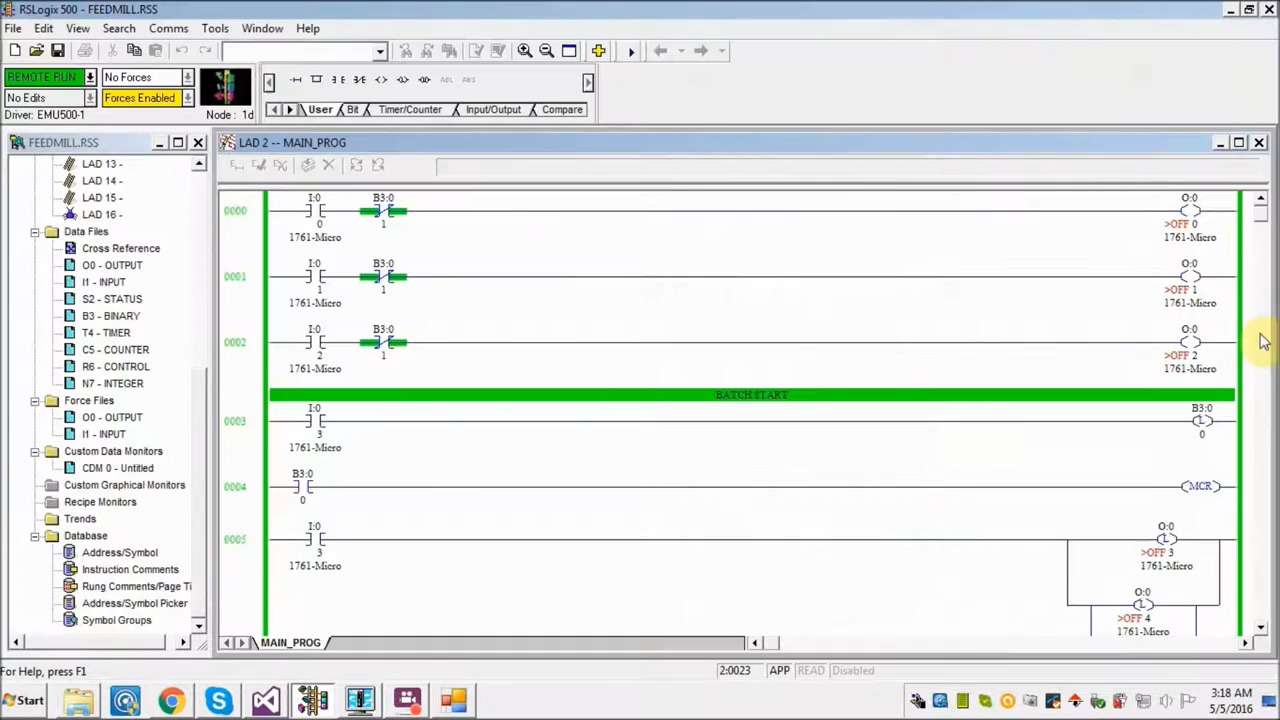 RSLogix 500 - FEEDMILL.RSS
File Edit View Search Comms Tools Window Help
REMOTE RUN No Forces
No Edits Forces Enabled
Driver: EMU500-1 Node : 1d
ABL ABS
User Bit Timer/Counter Input/Output Compare
FEEDMILL.RSS
LAD 13 -
LAD 14 -
LAD 15 -
LAD 16 -
Data Files
Cross Reference
O0 - OUTPUT
I1 - INPUT
S2 - STATUS
B3 - BINARY
T4 - TIMER
C5 - COUNTER
R6 - CONTROL
N7 - INTEGER
Force Files
O0 - OUTPUT
I1 - INPUT
Custom Data Monitors
CDM 0 - Untitled
Custom Graphical Monitors
Recipe Monitors
Trends
Database
Address/Symbol
Instruction Comments
Rung Comments/Page Ti
Address/Symbol Picker
Symbol Groups
LAD 2 -- MAIN_PROG
I:0 B3:0 O:0
0000
0 1 >OFF 0
1761-Micro 1761-Micro
I:0 B3:0 O:0
0001
1 1 >OFF 1
1761-Micro 1761-Micro
I:0 B3:0 O:0
0002
2 1 >OFF 2
1761-Micro 1761-Micro
BATCH START
I:0 B3:0
0003 L
3 0
1761-Micro
B3:0
0004 MCR
0
I:0 O:0
0005 L
3 >OFF 3
1761-Micro 1761-Micro
O:0
L
>OFF 4
1761-Micro
MAIN_PROG
For Help, press F1
2:0023 APP READ Disabled
Start
3:18 AM
5/5/2016